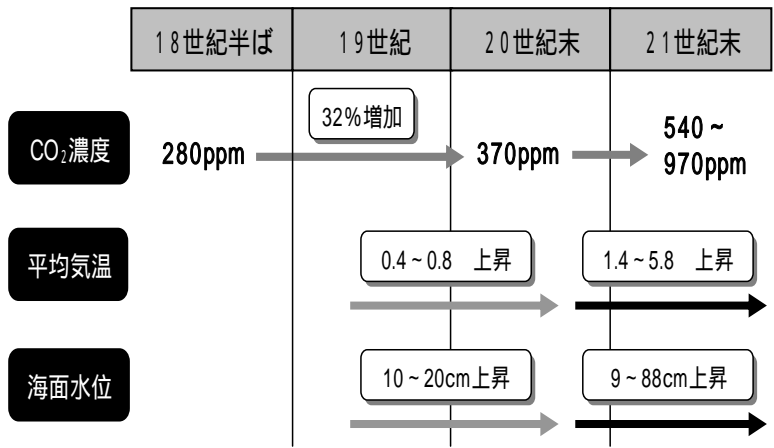 18世紀半ば
19世紀
20世紀末
21世紀末
CO₂濃度
280ppm
32%増加
370ppm
540～
970ppm
平均気温
0.4～0.8　上昇
1.4～5.8　上昇
海面水位
10～20cm上昇
9～88cm上昇